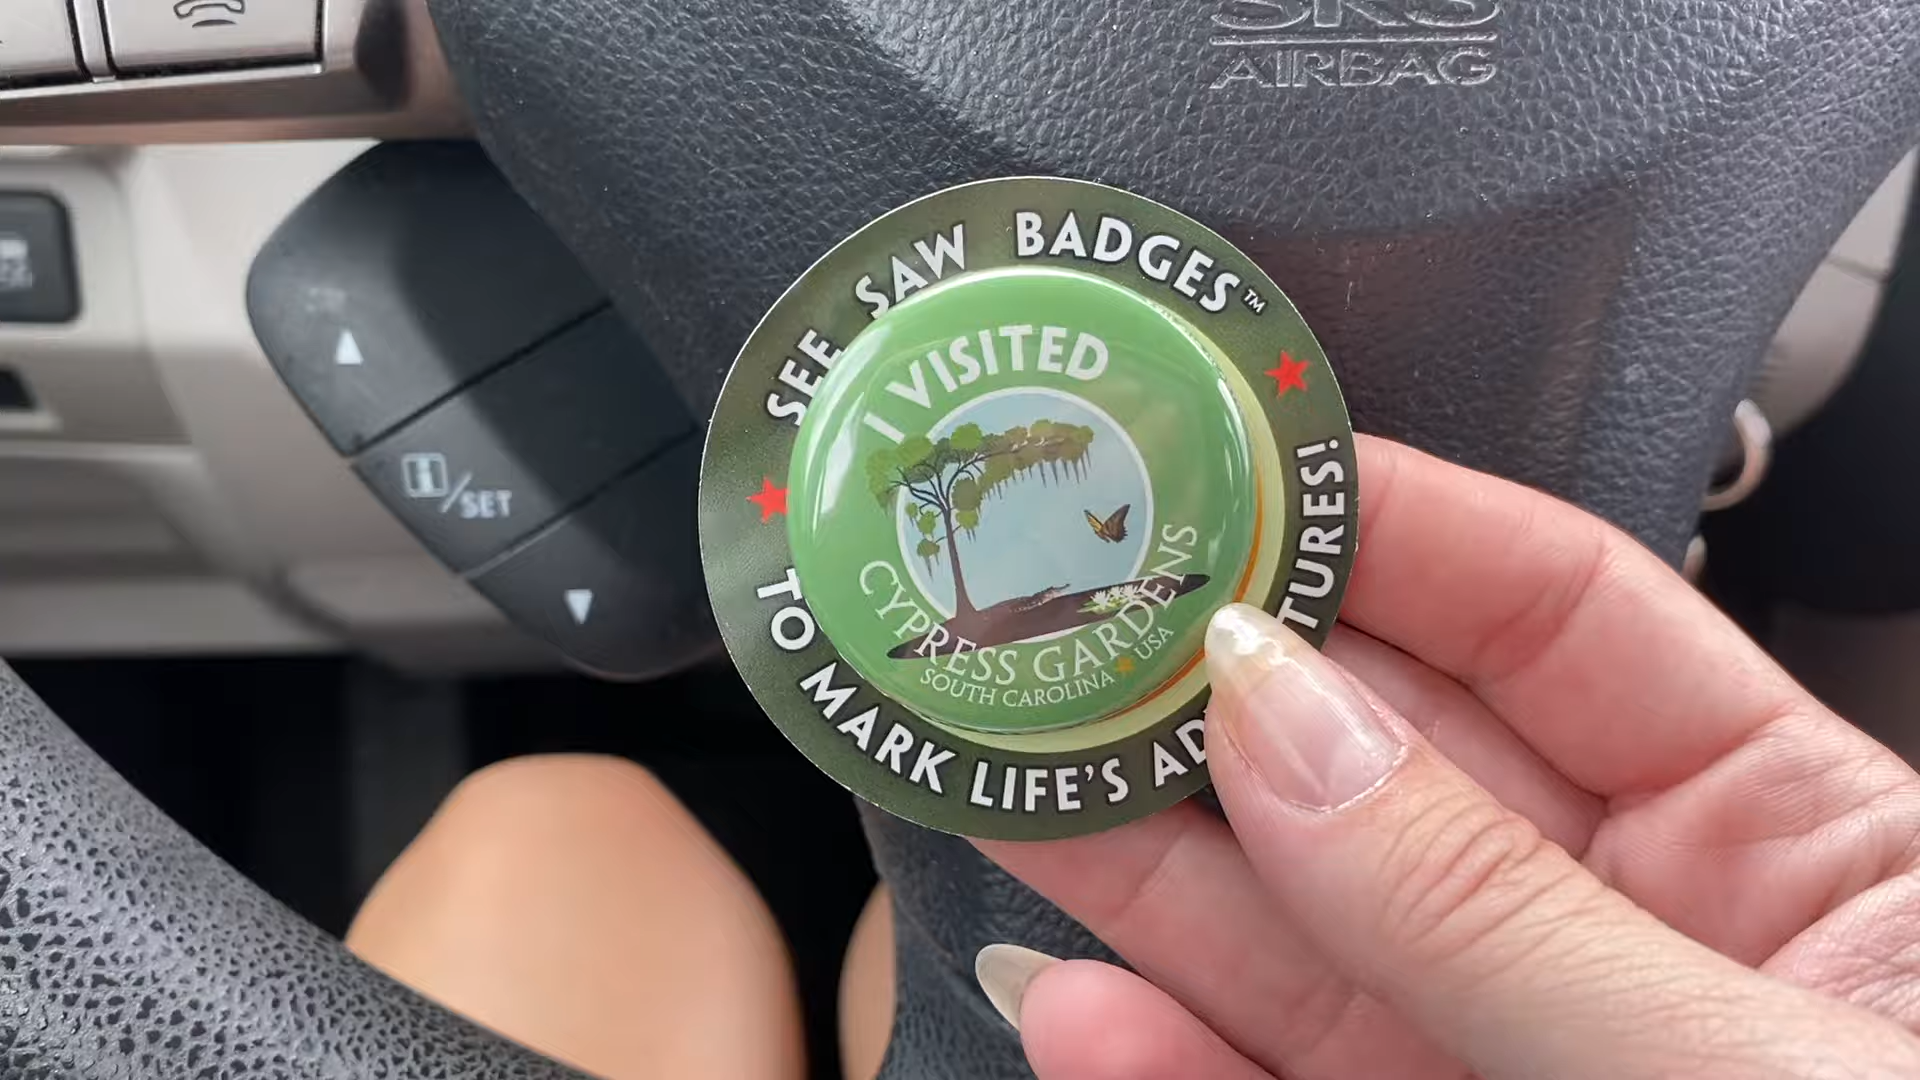 SRS
AIRBAG
SEE SAW BADGES™
I VISITED
CYPRESS GARDENS
SOUTH CAROLINA USA
TO MARK LIFE'S AD TURES!
i/SET